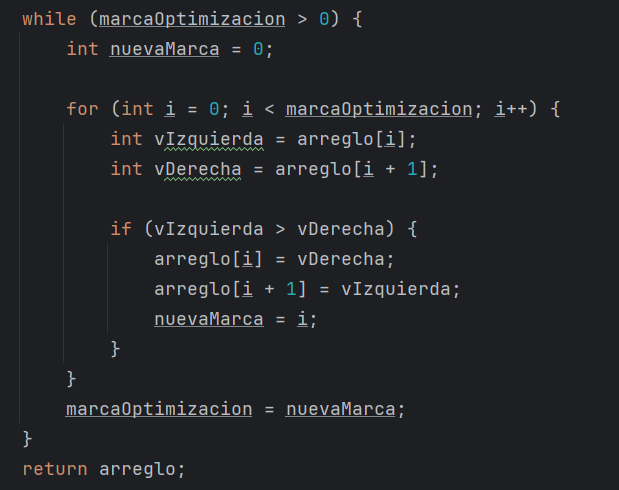 while (marcaOptimizacion > 0) {
int nuevaMarca = 0;
for (int i = 0; i < marcaOptimizacion; i++) {
int vIzquierda = arreglo[i];
int vDerecha = arreglo[i + 1];
if (vIzquierda > vDerecha) {
arreglo[i] = vDerecha;
arreglo[i + 1] = vIzquierda;
nuevaMarca = i;
}
}
marcaOptimizacion = nuevaMarca;
}
return arreglo;